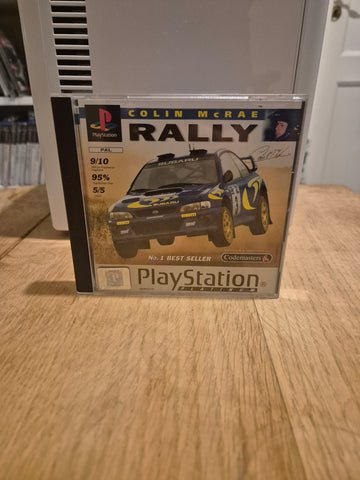 COLIN McRAE
RALLY
PlayStation
PAL
9/10
95%
5/5
SUBARU
No.1 BEST SELLER
Codemasters
PlayStation®
PLATINUM